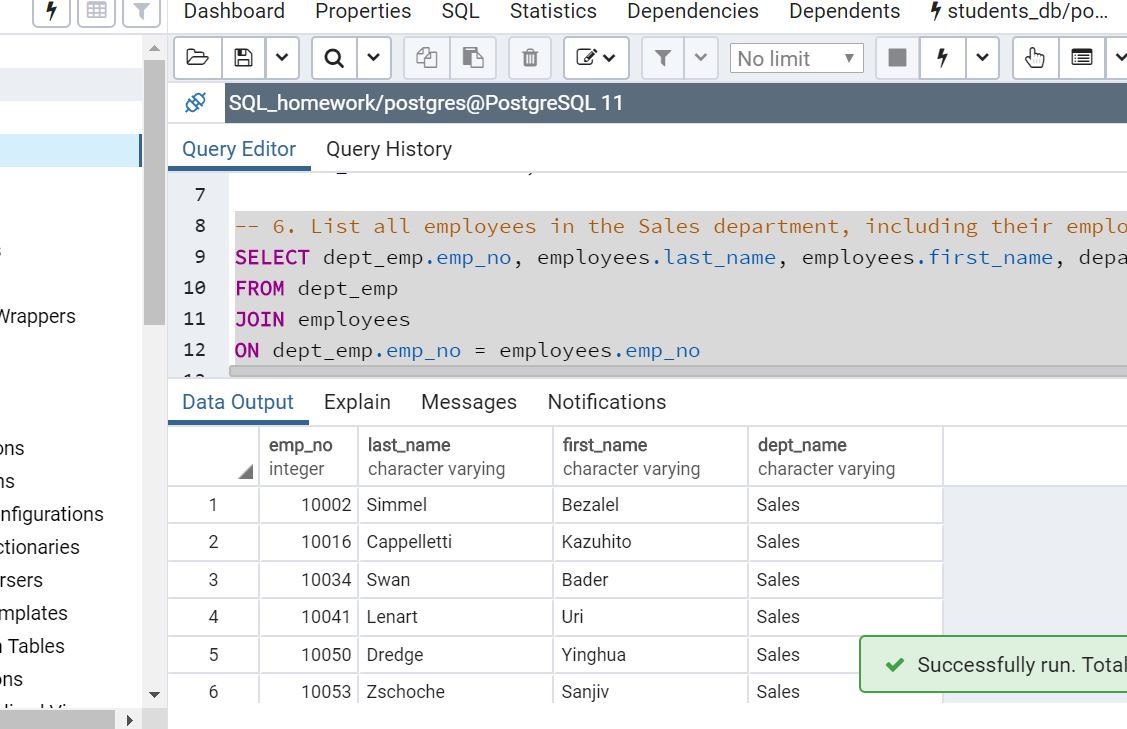 Dashboard Properties SQL Statistics Dependencies Dependents students_db/po...
No limit
SQL_homework/postgres@PostgreSQL 11
Query Editor Query History
7
8 -- 6. List all employees in the Sales department, including their emplo
9 SELECT dept_emp.emp_no, employees.last_name, employees.first_name, depa
10 FROM dept_emp
11 JOIN employees
12 ON dept_emp.emp_no = employees.emp_no
Wrappers
Data Output Explain Messages Notifications
emp_no last_name first_name dept_name
integer character varying character varying character varying
ons
ns
nfigurations
ctionaries
rsers
mplates
n Tables
ons
1 10002 Simmel Bezalel Sales
2 10016 Cappelletti Kazuhito Sales
3 10034 Swan Bader Sales
4 10041 Lenart Uri Sales
5 10050 Dredge Yinghua Sales
6 10053 Zschoche Sanjiv Sales
Successfully run. Total